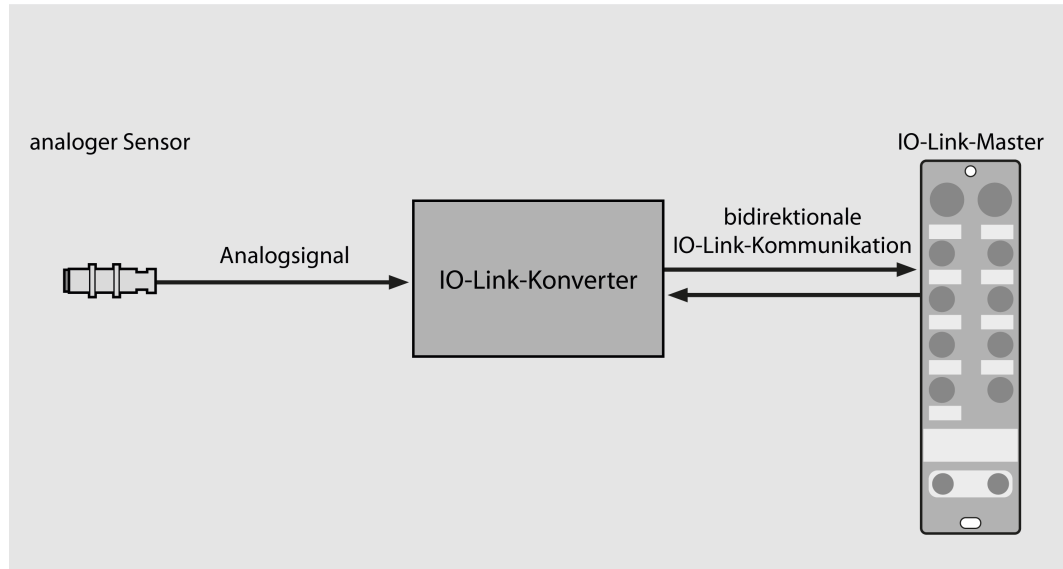 analoger Sensor
IO-Link-Master
Analogsignal
IO-Link-Konverter
bidirektionale
IO-Link-Kommunikation